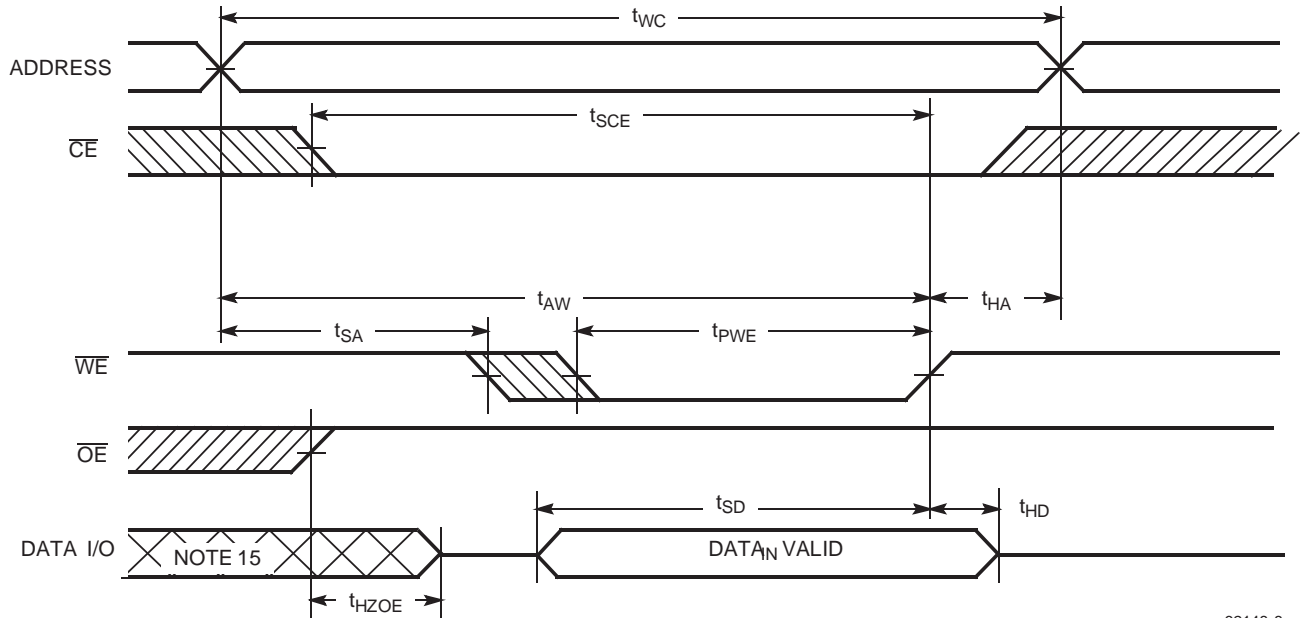 tWC
ADDRESS
tSCE
CE
tAW
tHA
tSA
tPWE
WE
OE
tSD
tHD
DATA I/O
NOTE 15
DATAIN VALID
tHZOE